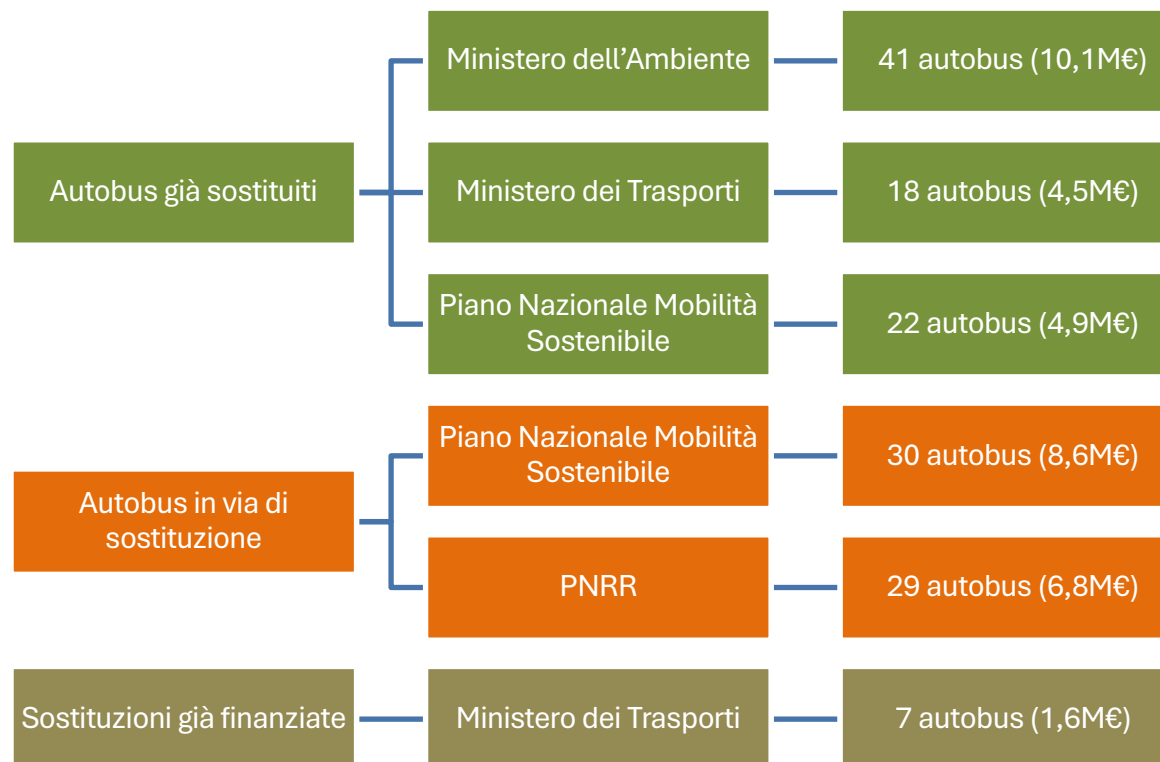 Ministero dell’Ambiente
41 autobus (10,1M€)
Autobus già sostituiti
Ministero dei Trasporti
18 autobus (4,5M€)
Piano Nazionale Mobilità
Sostenibile
22 autobus (4,9M€)
Autobus in via di
sostituzione
Piano Nazionale Mobilità
Sostenibile
30 autobus (8,6M€)
PNRR
29 autobus (6,8M€)
Sostituzioni già finanziate
Ministero dei Trasporti
7 autobus (1,6M€)